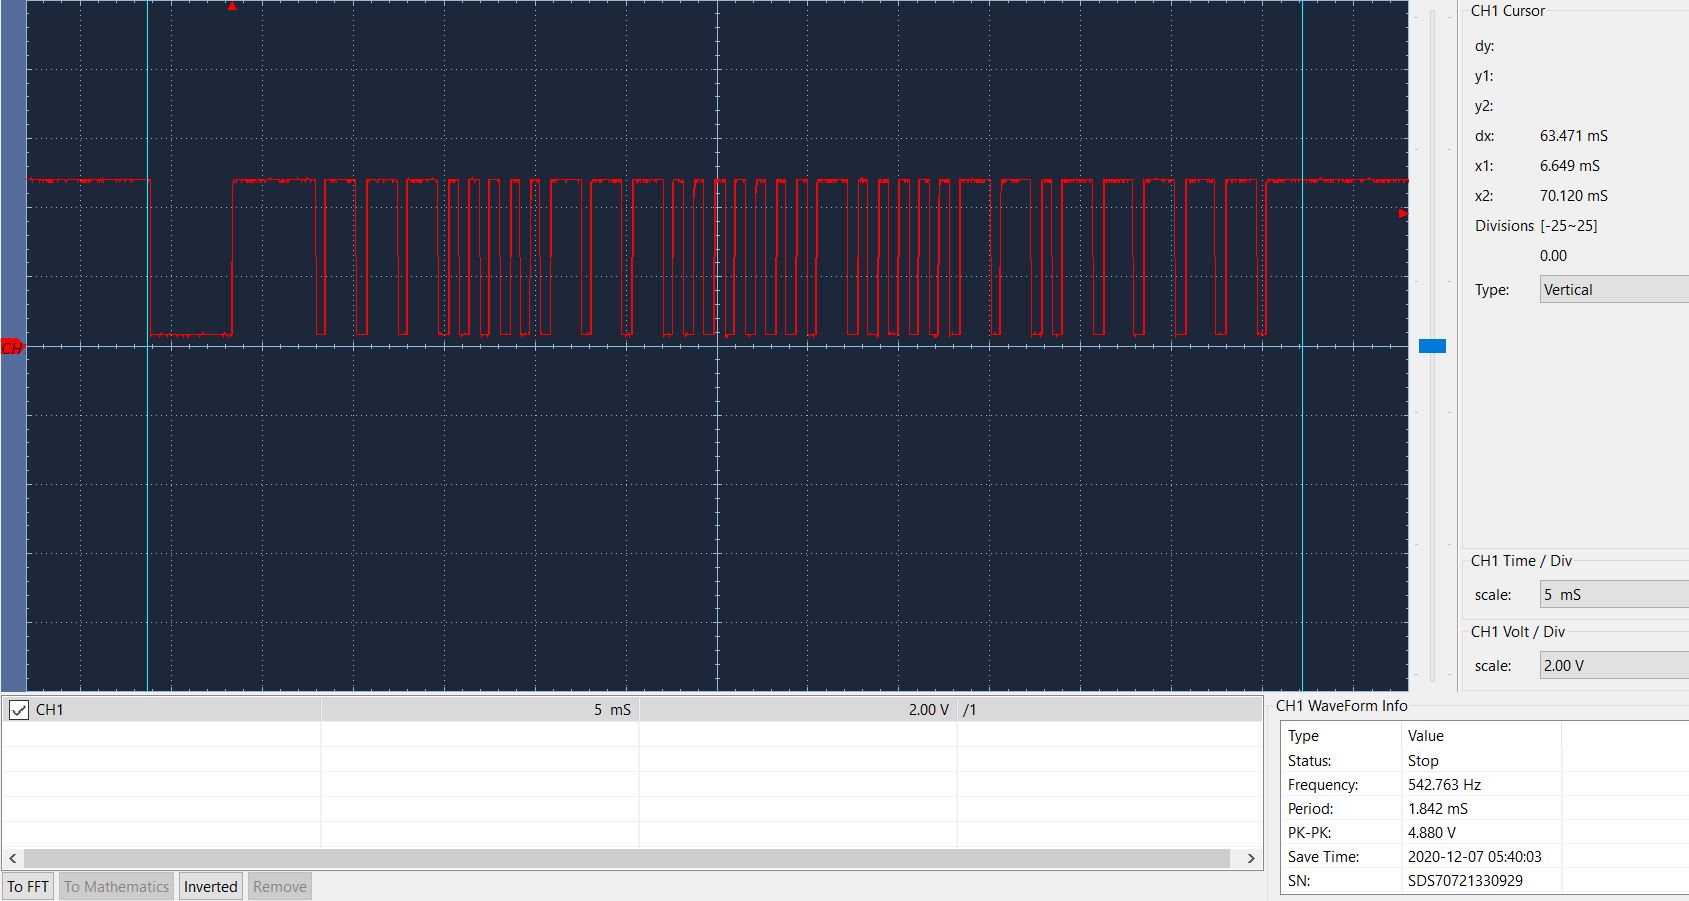 CH1 Cursor
dy:
y1:
y2:
dx: 63.471 mS
x1: 6.649 mS
x2: 70.120 mS
Divisions [-25~25]
0.00
Type: Vertical
CH
CH1 Time / Div
scale: 5 mS
CH1 Volt / Div
scale: 2.00 V
CH1 5 mS 2.00 V /1
CH1 WaveForm Info
Type Value
Status: Stop
Frequency: 542.763 Hz
Period: 1.842 mS
PK-PK: 4.880 V
Save Time: 2020-12-07 05:40:03
SN: SDS70721330929
To FFT To Mathematics Inverted Remove